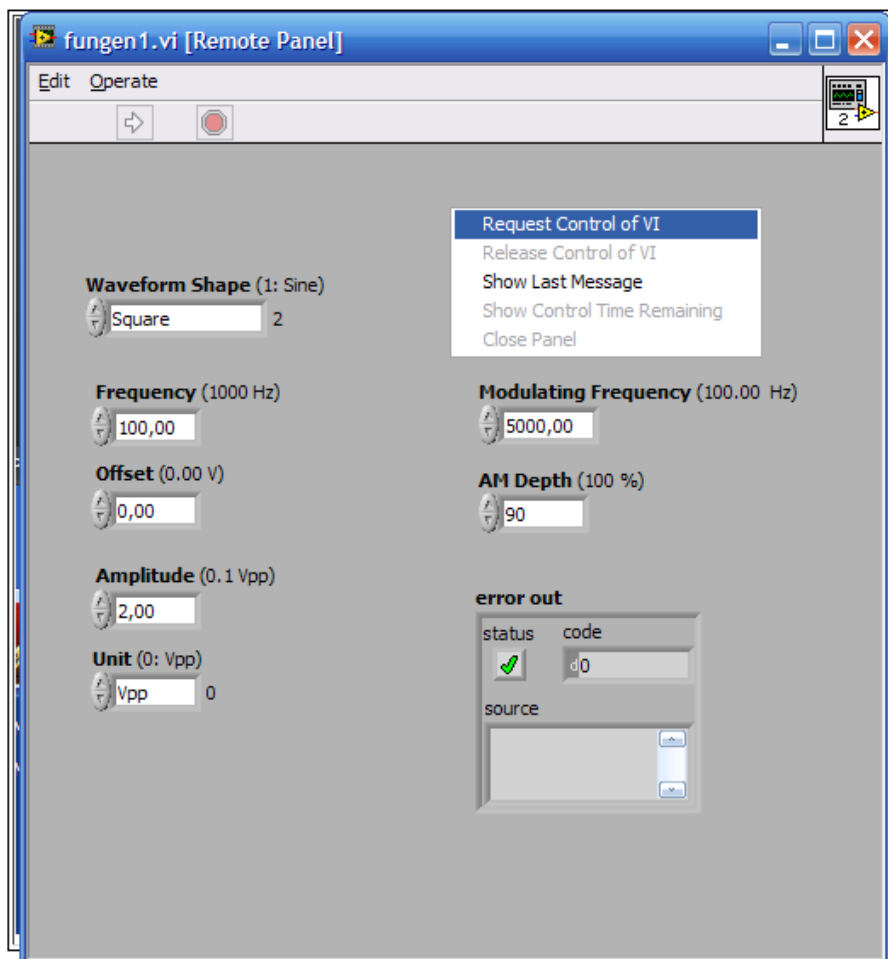 fungen1.vi [Remote Panel]
Edit Operate
2
Request Control of VI
Release Control of VI
Show Last Message
Show Control Time Remaining
Close Panel
Waveform Shape (1: Sine)
Square 2
Frequency (1000 Hz)
100,00
Offset (0.00 V)
0,00
Amplitude (0.1 Vpp)
2,00
Unit (0: Vpp)
Vpp 0
Modulating Frequency (100.00 Hz)
5000,00
AM Depth (100 %)
90
error out
status code
d0
source